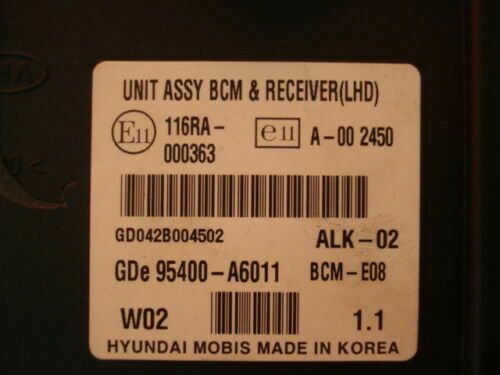 UNIT ASSY BCM & RECEIVER(LHD)
E11 116RA-
000363
e11 A-00 2450
GD042B004502 ALK-02
GDe 95400-A6011 BCM-E08
W02 1.1
HYUNDAI MOBIS MADE IN KOREA